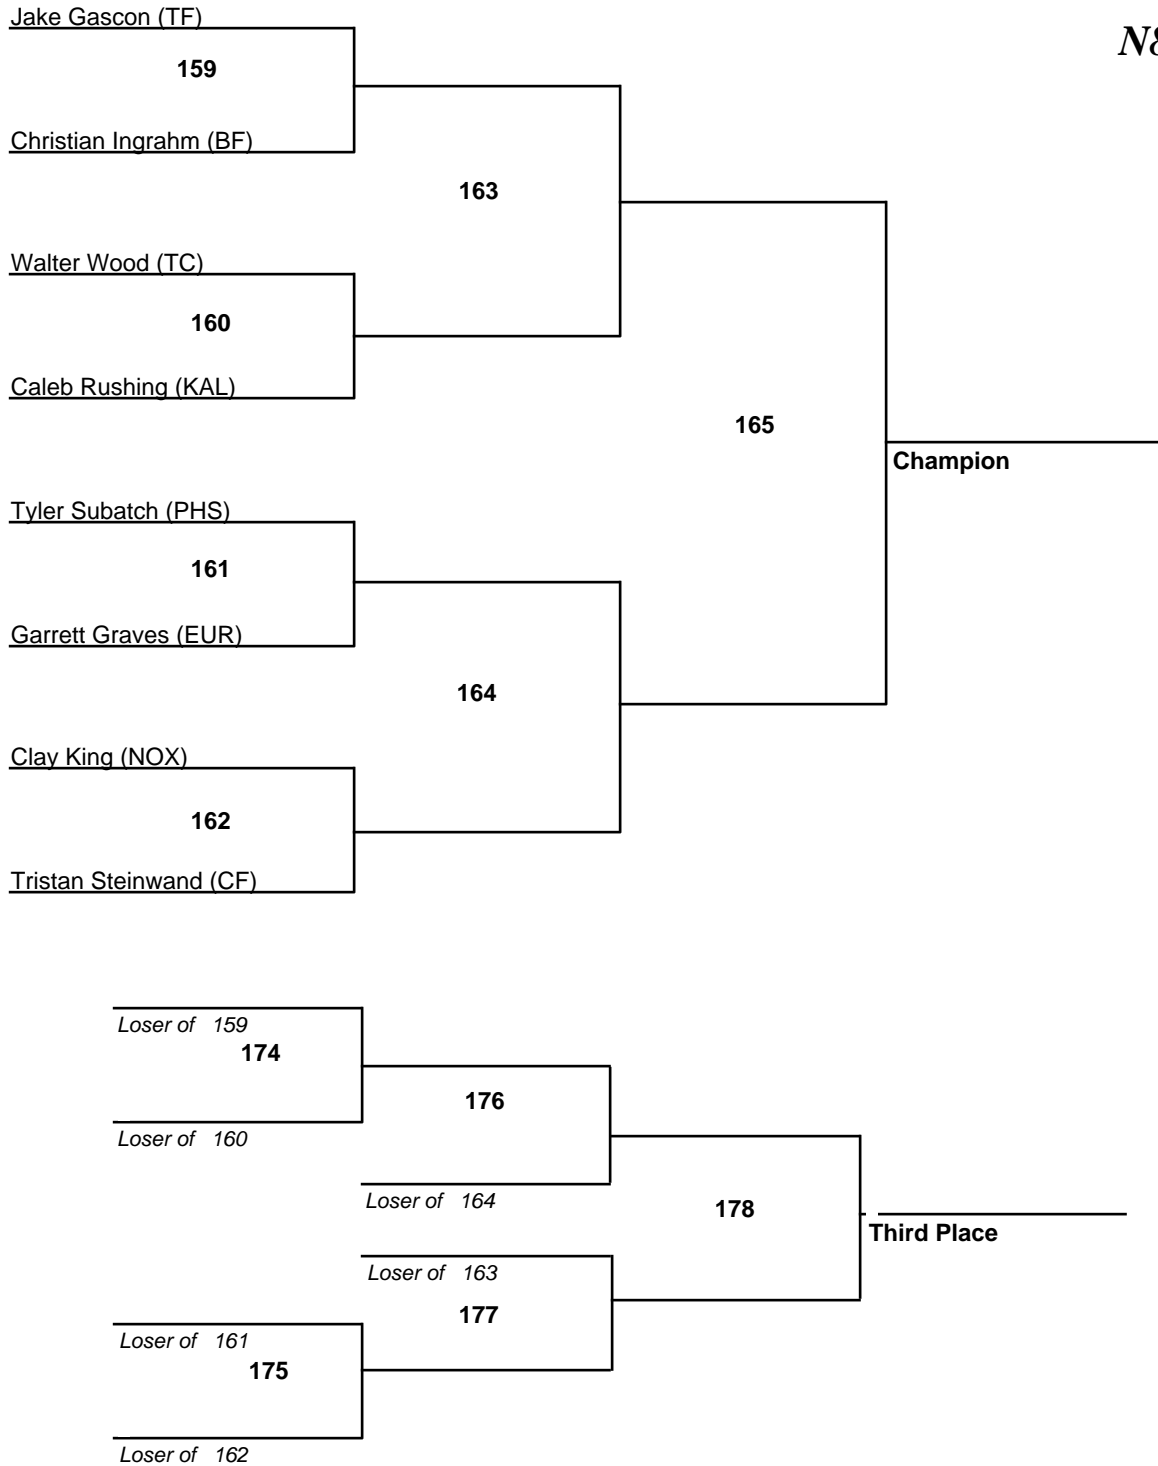 Jake Gascon (TF)
N8
159
Christian Ingrahm (BF)
163
Walter Wood (TC)
160
Caleb Rushing (KAL)
165
Champion
Tyler Subatch (PHS)
161
Garrett Graves (EUR)
164
Clay King (NOX)
162
Tristan Steinwand (CF)
Loser of 159
174
176
Loser of 160
Loser of 164
178
Third Place
Loser of 163
177
Loser of 161
175
Loser of 162